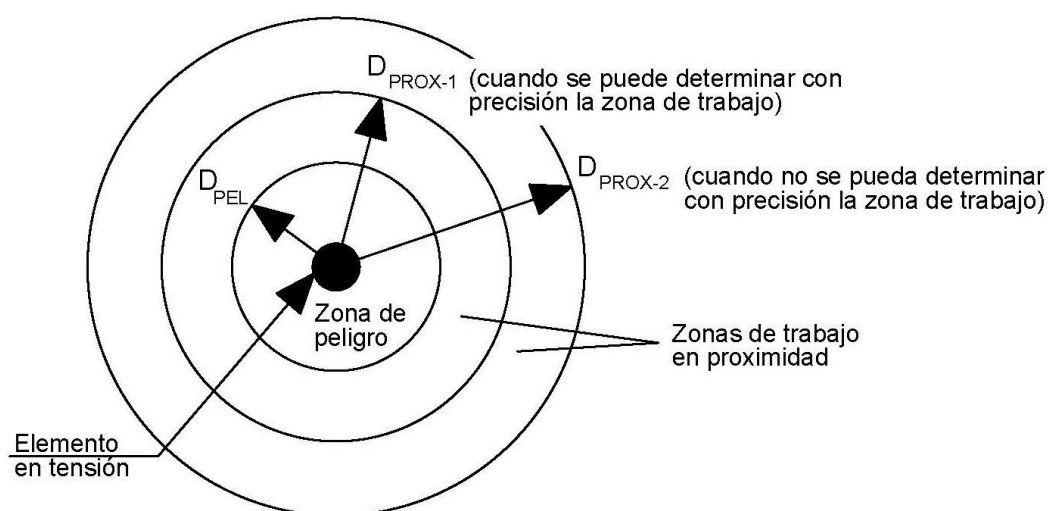 D PROX-1 (cuando se puede determinar con
precisión la zona de trabajo)
D PEL
D PROX-2 (cuando no se pueda determinar
con precisión la zona de trabajo)
Zona de
peligro
Zonas de trabajo
en proximidad
Elemento
en tensión